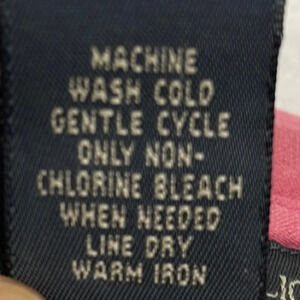 MACHINE
WASH COLD
GENTLE CYCLE
ONLY NON-
CHLORINE BLEACH
WHEN NEEDED
LINE DRY
WARM IRON